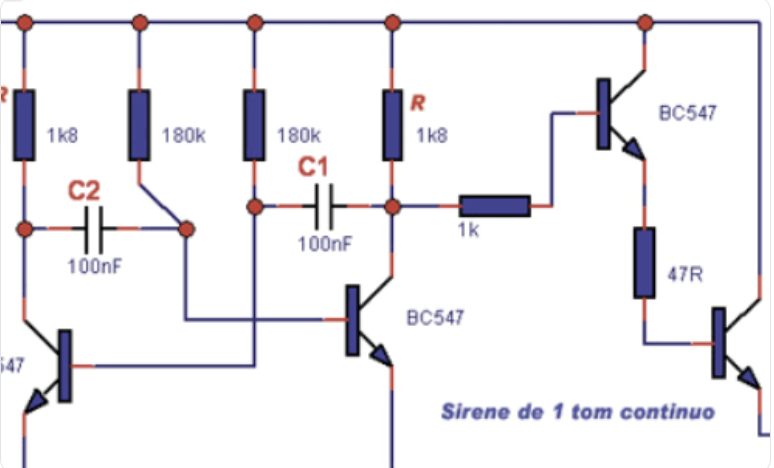 R
BC547
R
1k8
180k
180k
1k8
C2
C1
1k
100nF
100nF
47R
BC547
547
Sirene de 1 tom continuo